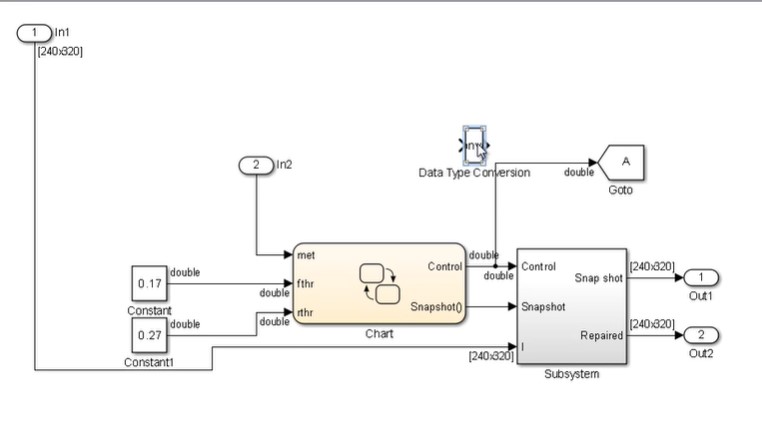 1
In1
[240x320]
2
In2
Data Type Conversion
double
A
Goto
0.17
double
Constant
0.27
double
Constant1
double
double
met
fthr
rthr
Control
Snapshot()
Chart
double
double
Control
Snapshot
I
[240x320]
Snap shot
Repaired
Subsystem
[240x320]
1
Out1
[240x320]
2
Out2